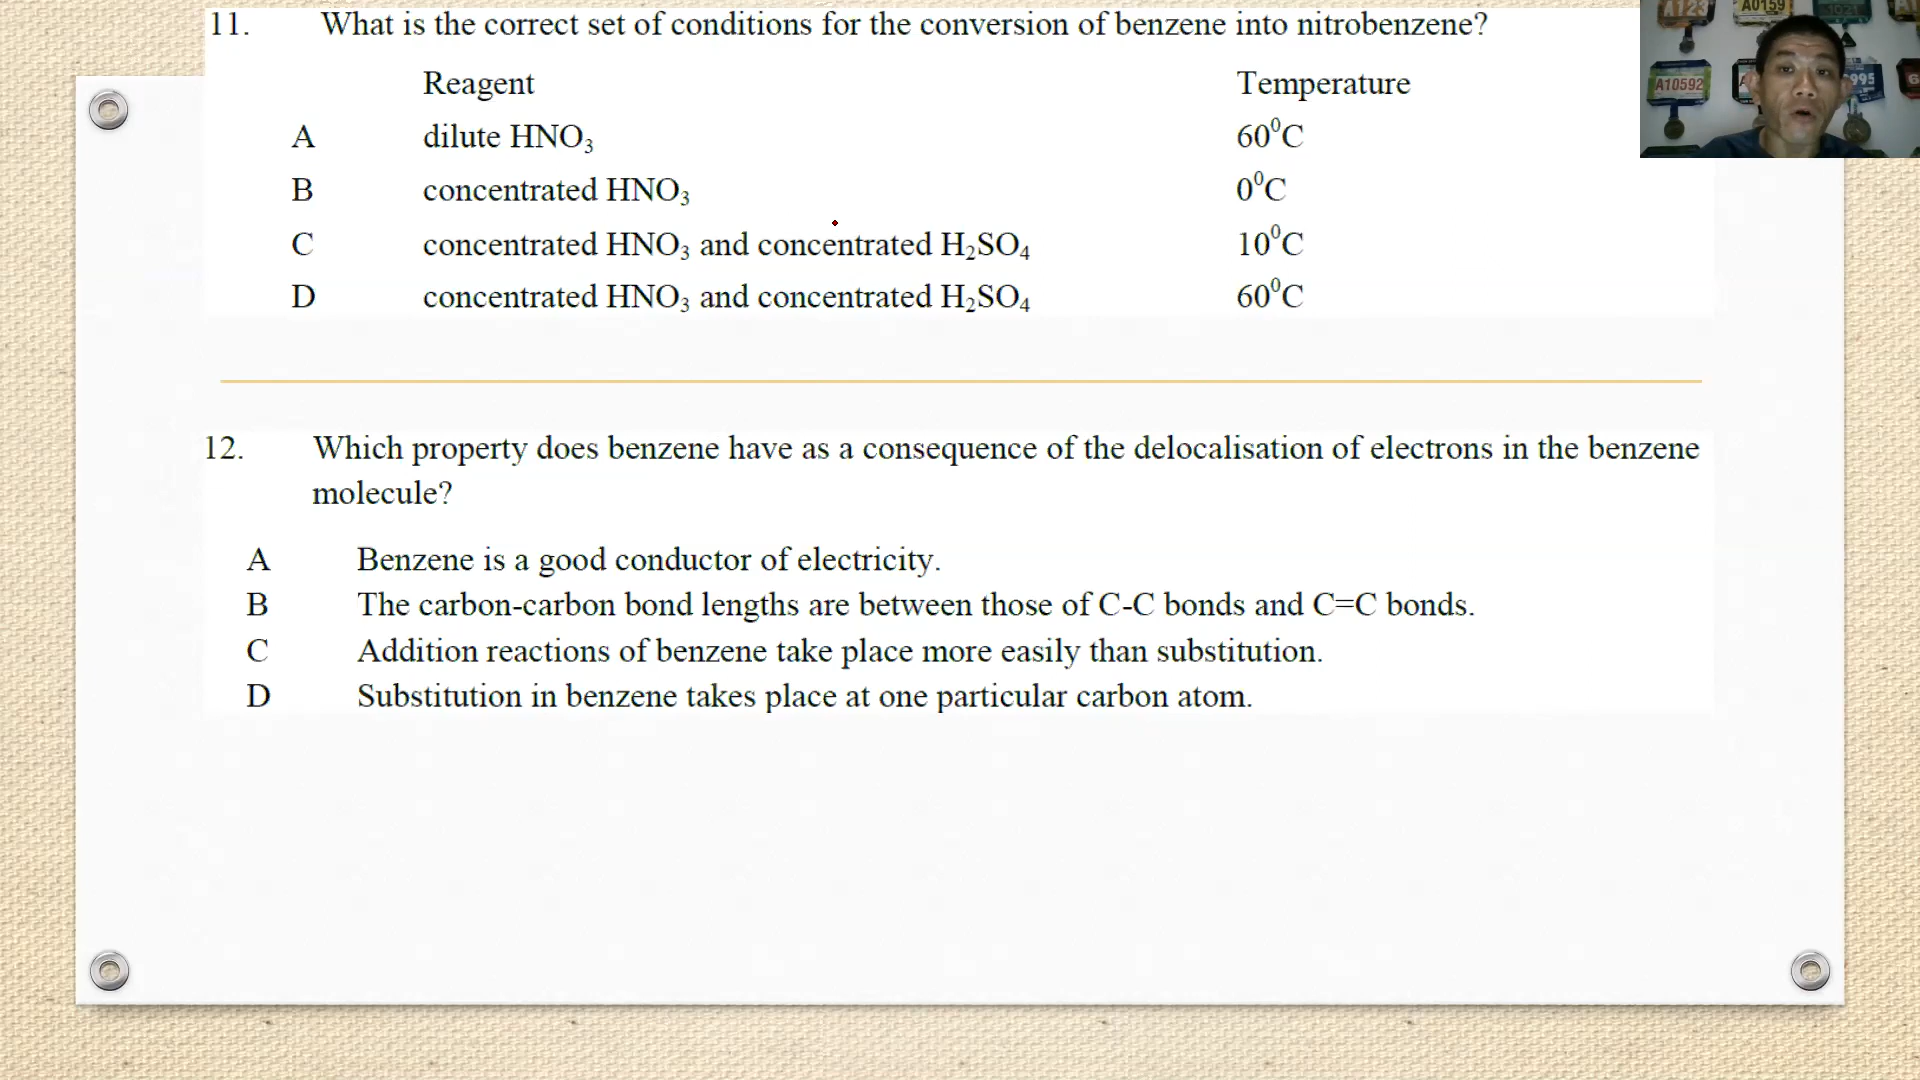 11. What is the correct set of conditions for the conversion of benzene into nitrobenzene?
Reagent Temperature
A dilute HNO₃ 60⁰C
B concentrated HNO₃ 0⁰C
C concentrated HNO₃ and concentrated H₂SO₄ 10⁰C
D concentrated HNO₃ and concentrated H₂SO₄ 60⁰C
12. Which property does benzene have as a consequence of the delocalisation of electrons in the benzene
molecule?
A Benzene is a good conductor of electricity.
B The carbon-carbon bond lengths are between those of C-C bonds and C=C bonds.
C Addition reactions of benzene take place more easily than substitution.
D Substitution in benzene takes place at one particular carbon atom.
A123 A0159
A10592 995